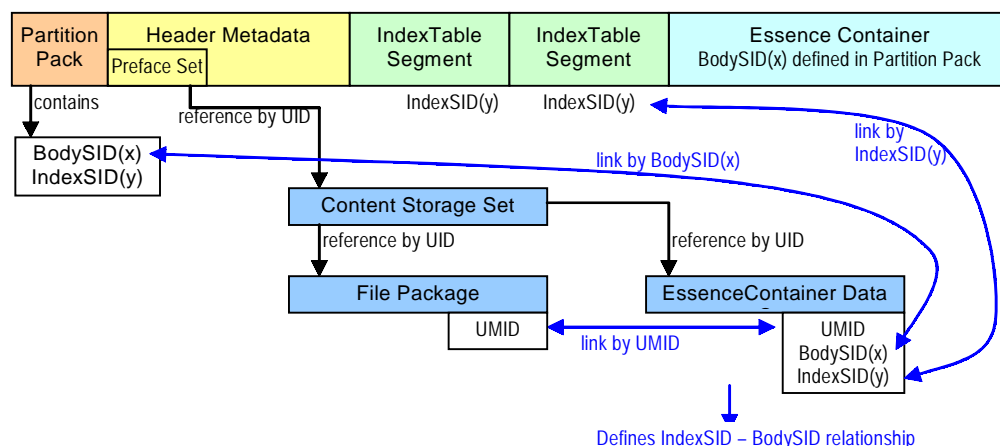 Partition
Pack
Header Metadata
Preface Set
IndexTable
Segment
IndexTable
Segment
Essence Container
BodySID(x) defined in Partition Pack
contains
reference by UID
IndexSID(y)
IndexSID(y)
link by
IndexSID(y)
BodySID(x)
IndexSID(y)
link by BodySID(x)
Content Storage Set
reference by UID
reference by UID
File Package
EssenceContainer Data
UMID
link by UMID
UMID
BodySID(x)
IndexSID(y)
Defines IndexSID – BodySID relationship